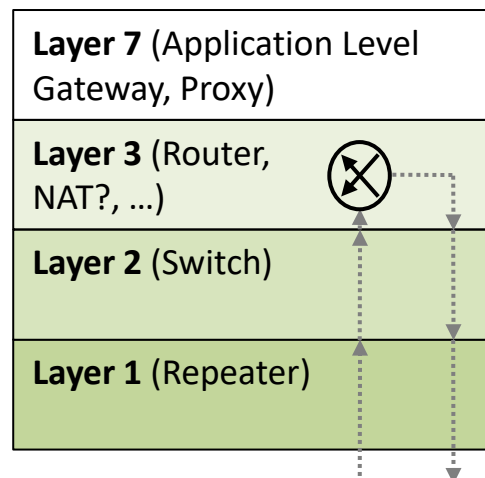 Layer 7 (Application Level
Gateway, Proxy)
Layer 3 (Router,
NAT?, …)
Layer 2 (Switch)
Layer 1 (Repeater)